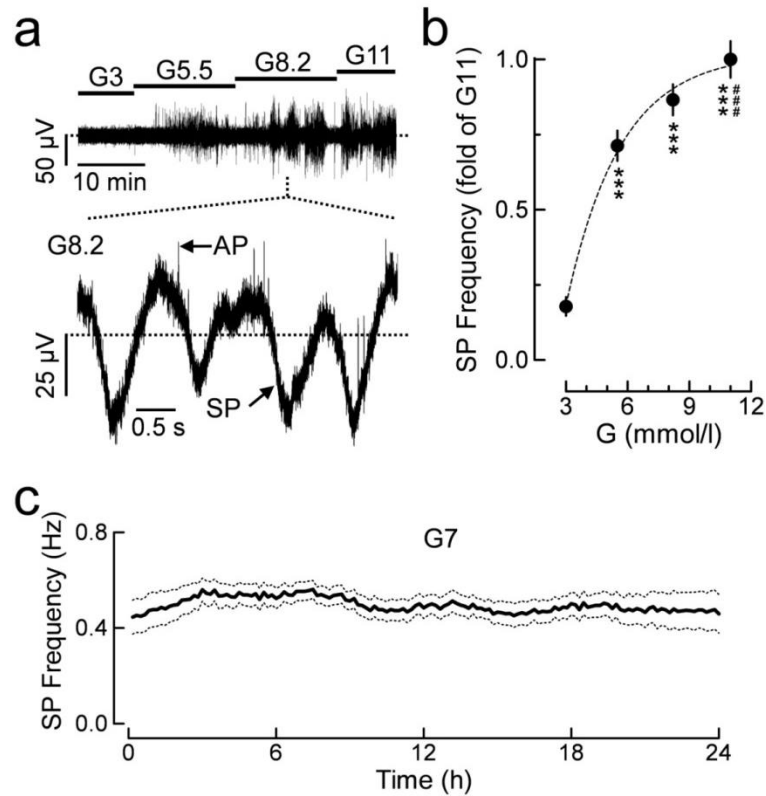 a
G3
G5.5
G8.2
G11
50 µV
10 min
G8.2
AP
25 µV
SP
0.5 s
b
SP Frequency (fold of G11)
1.0
0.5
0.0
***
***
***
###
3
6
9
12
G (mmol/l)
c
SP Frequency (Hz)
0.8
0.4
0.0
G7
0
6
12
18
24
Time (h)